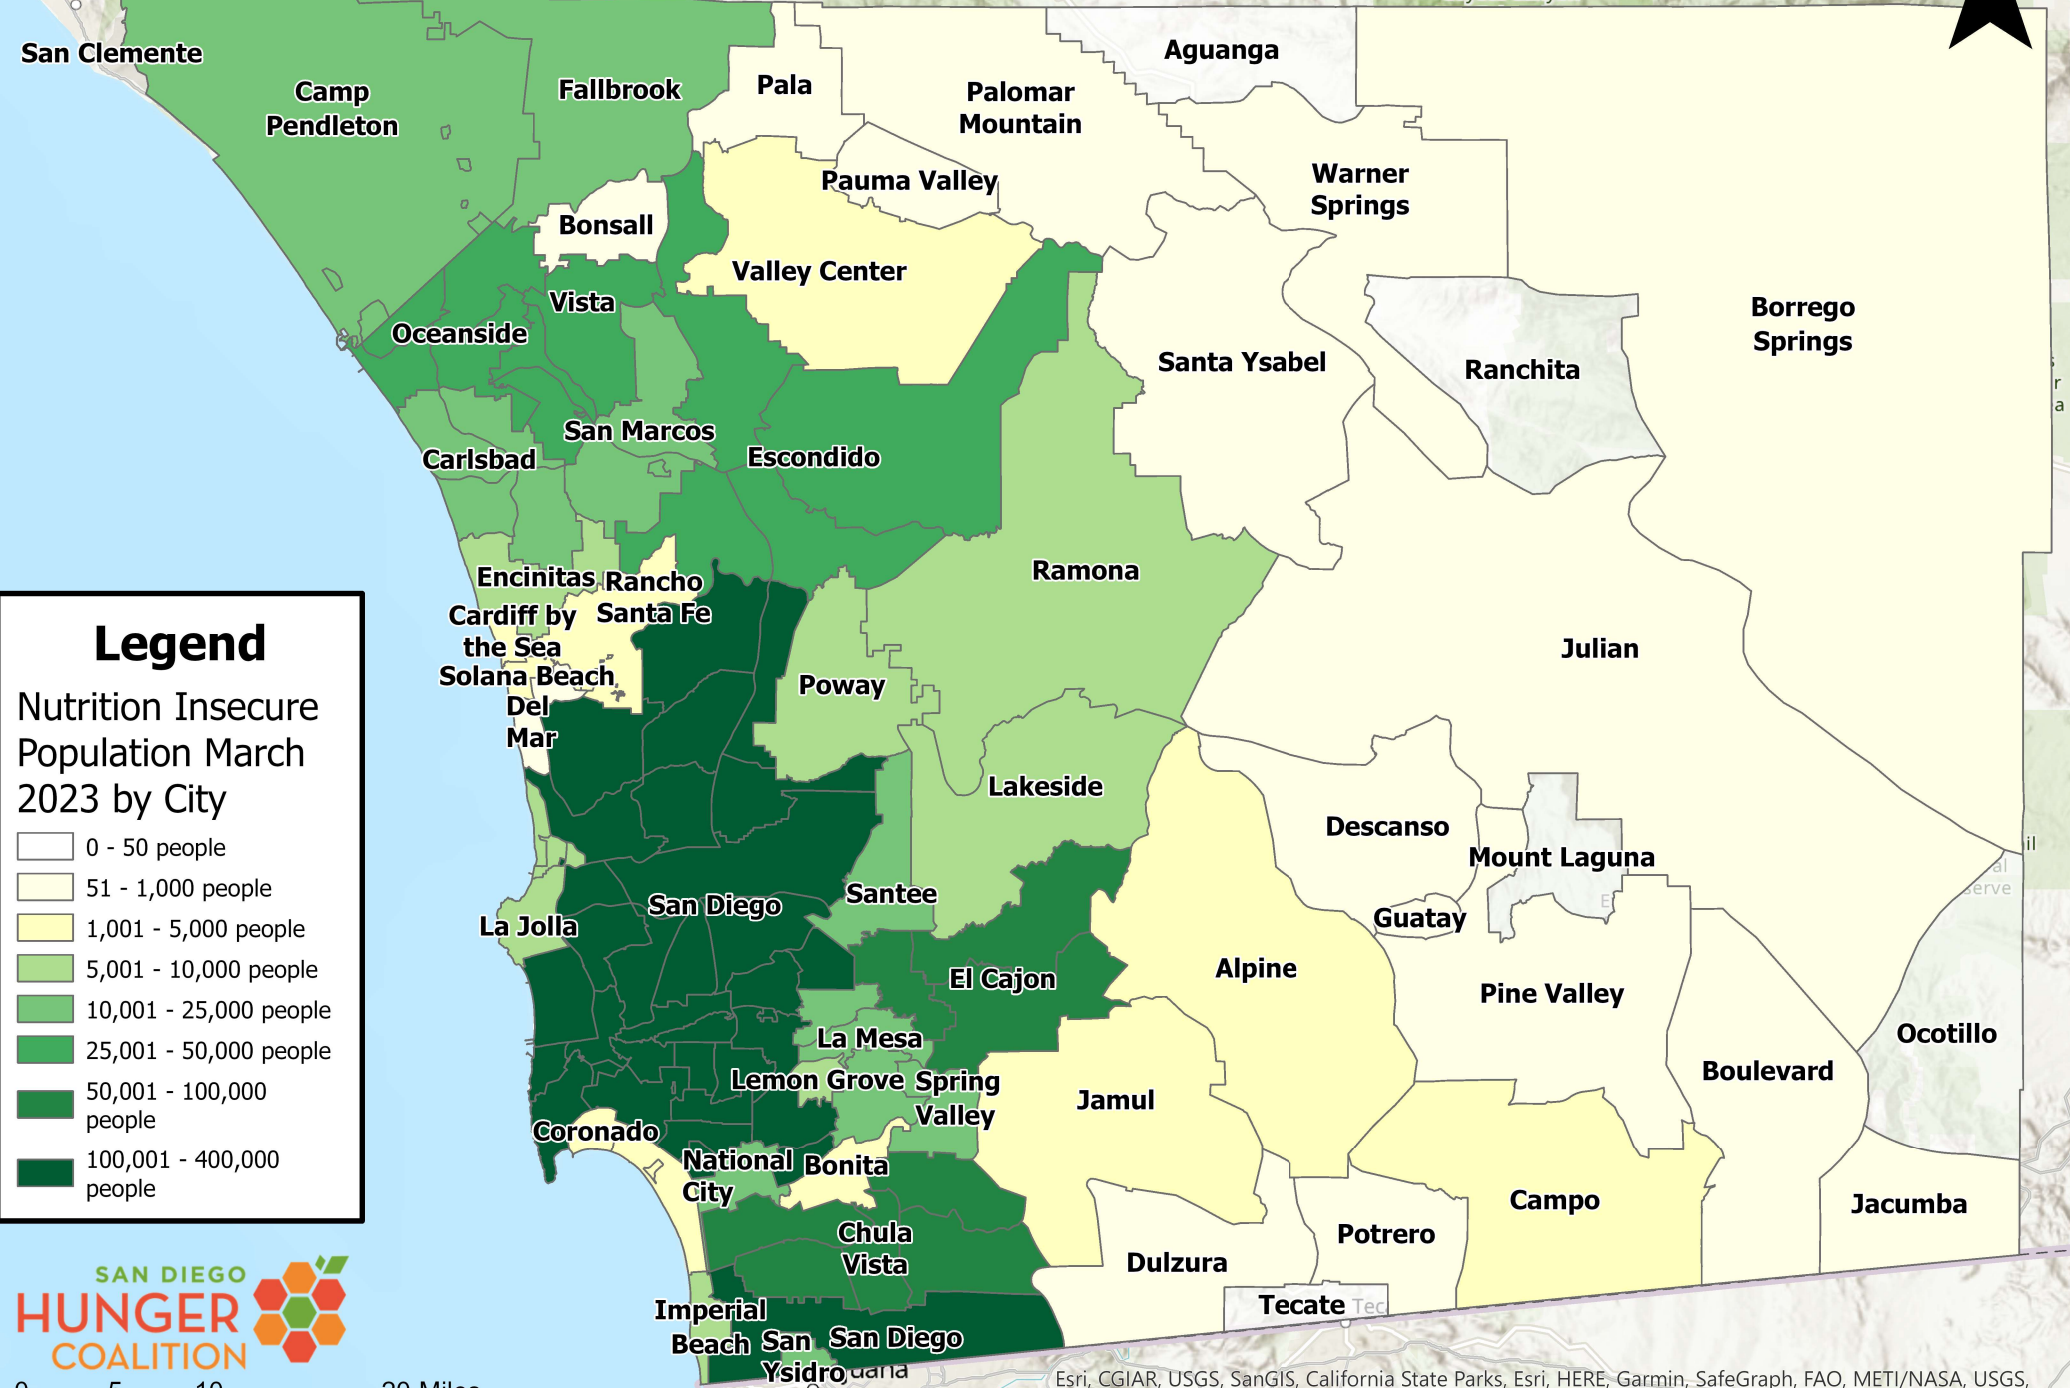 San Clemente
Camp
Pendleton
Fallbrook
Pala
Palomar
Mountain
Aguanga
Warner
Springs
Pauma Valley
Bonsall
Valley Center
Vista
Oceanside
Santa Ysabel
Ranchita
Borrego
Springs
San Marcos
Carlsbad
Escondido
Encinitas
Rancho
Santa Fe
Ramona
Cardiff by
the Sea
Solana Beach
Del
Mar
Poway
Julian
Lakeside
Descanso
Mount Laguna
Santee
San Diego
La Jolla
Guatay
El Cajon
Alpine
Pine Valley
Ocotillo
La Mesa
Lemon Grove
Spring
Valley
Jamul
Boulevard
Coronado
National
City
Bonita
Campo
Jacumba
Chula
Vista
Potrero
Dulzura
Tecate
Tec
Imperial
Beach
San
Ysidro
San Diego
Legend
Nutrition Insecure
Population March
2023 by City
0 - 50 people
51 - 1,000 people
1,001 - 5,000 people
5,001 - 10,000 people
10,001 - 25,000 people
25,001 - 50,000 people
50,001 - 100,000
people
100,001 - 400,000
people
SAN DIEGO
HUNGER
COALITION
0 5 10 20 Miles
Esri, CGIAR, USGS, SanGIS, California State Parks, Esri, HERE, Garmin, SafeGraph, FAO, METI/NASA, USGS,